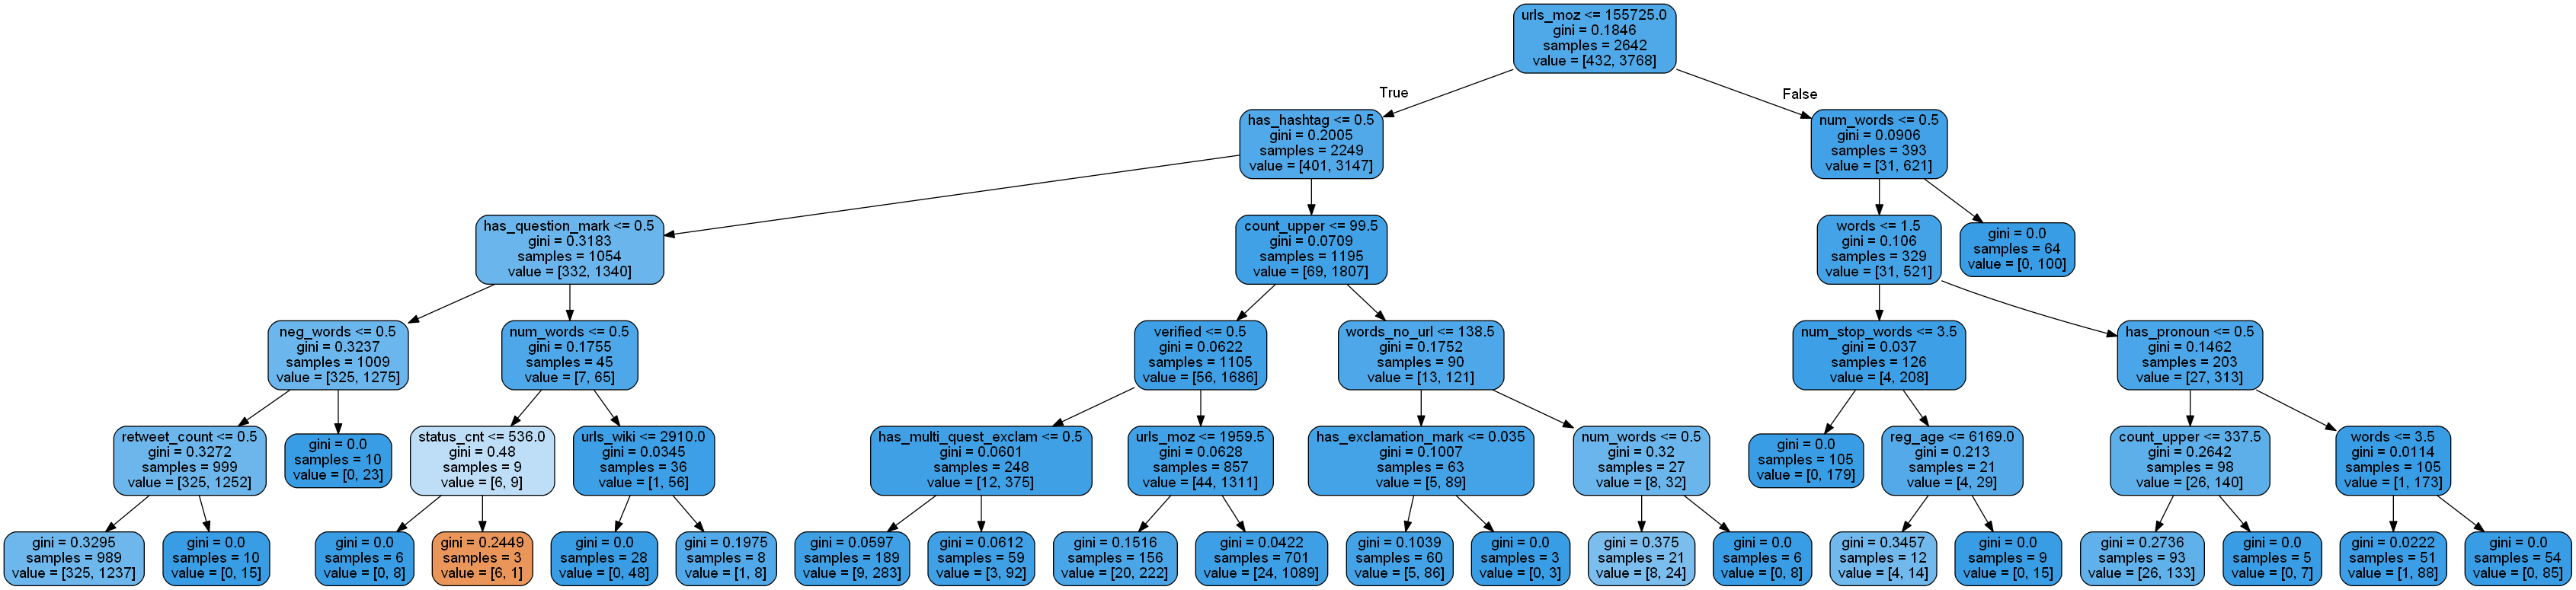 urls_moz <= 155725.0
gini = 0.1846
samples = 2642
value = [432, 3768]
True
False
has_hashtag <= 0.5
gini = 0.2005
samples = 2249
value = [401, 3147]
num_words <= 0.5
gini = 0.0906
samples = 393
value = [31, 621]
has_question_mark <= 0.5
gini = 0.3183
samples = 1054
value = [332, 1340]
count_upper <= 99.5
gini = 0.0709
samples = 1195
value = [69, 1807]
words <= 1.5
gini = 0.106
samples = 329
value = [31, 521]
gini = 0.0
samples = 64
value = [0, 100]
neg_words <= 0.5
gini = 0.3237
samples = 1009
value = [325, 1275]
num_words <= 0.5
gini = 0.1755
samples = 45
value = [7, 65]
verified <= 0.5
gini = 0.0622
samples = 1105
value = [56, 1686]
words_no_url <= 138.5
gini = 0.1752
samples = 90
value = [13, 121]
num_stop_words <= 3.5
gini = 0.037
samples = 126
value = [4, 208]
has_pronoun <= 0.5
gini = 0.1462
samples = 203
value = [27, 313]
retweet_count <= 0.5
gini = 0.3272
samples = 999
value = [325, 1252]
gini = 0.0
samples = 10
value = [0, 23]
status_cnt <= 536.0
gini = 0.48
samples = 9
value = [6, 9]
urls_wiki <= 2910.0
gini = 0.0345
samples = 36
value = [1, 56]
has_multi_quest_exclam <= 0.5
gini = 0.0601
samples = 248
value = [12, 375]
urls_moz <= 1959.5
gini = 0.0628
samples = 857
value = [44, 1311]
has_exclamation_mark <= 0.035
gini = 0.1007
samples = 63
value = [5, 89]
num_words <= 0.5
gini = 0.32
samples = 27
value = [8, 32]
gini = 0.0
samples = 105
value = [0, 179]
reg_age <= 6169.0
gini = 0.213
samples = 21
value = [4, 29]
count_upper <= 337.5
gini = 0.2642
samples = 98
value = [26, 140]
words <= 3.5
gini = 0.0114
samples = 105
value = [1, 173]
gini = 0.3295
samples = 989
value = [325, 1237]
gini = 0.0
samples = 10
value = [0, 15]
gini = 0.0
samples = 6
value = [0, 8]
gini = 0.2449
samples = 3
value = [6, 1]
gini = 0.0
samples = 28
value = [0, 48]
gini = 0.1975
samples = 8
value = [1, 8]
gini = 0.0597
samples = 189
value = [9, 283]
gini = 0.0612
samples = 59
value = [3, 92]
gini = 0.1516
samples = 156
value = [20, 222]
gini = 0.0422
samples = 701
value = [24, 1089]
gini = 0.1039
samples = 60
value = [5, 86]
gini = 0.0
samples = 3
value = [0, 3]
gini = 0.375
samples = 21
value = [8, 24]
gini = 0.0
samples = 6
value = [0, 8]
gini = 0.3457
samples = 12
value = [4, 14]
gini = 0.0
samples = 9
value = [0, 15]
gini = 0.2736
samples = 93
value = [26, 133]
gini = 0.0
samples = 5
value = [0, 7]
gini = 0.0222
samples = 51
value = [1, 88]
gini = 0.0
samples = 54
value = [0, 85]